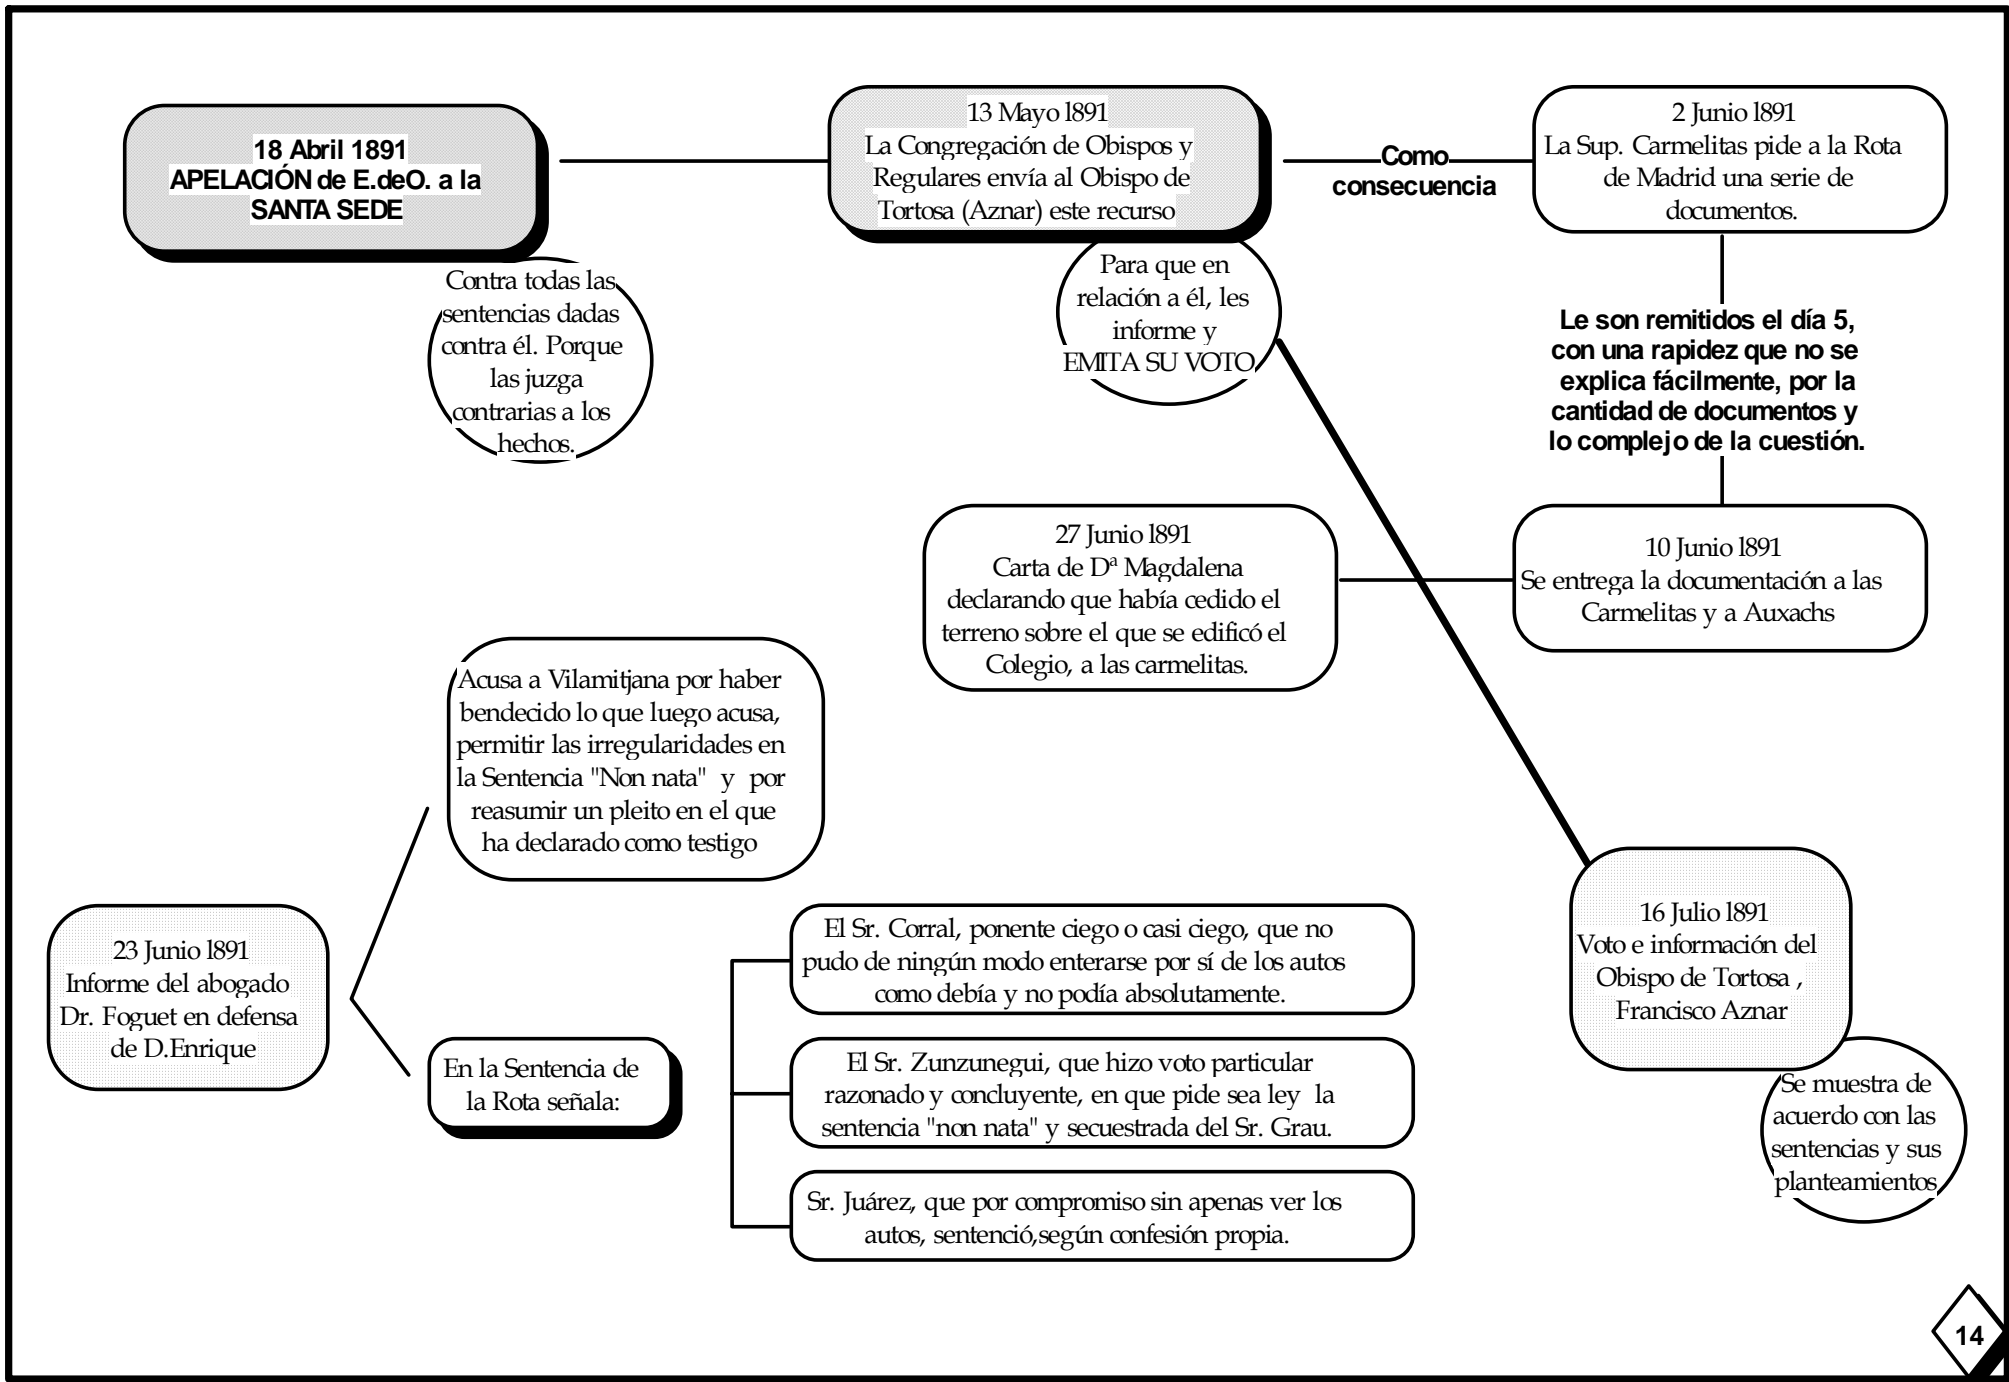 18 Abril 1891
APELACIÓN de E.deO. a la
SANTA SEDE
Contra todas las
sentencias dadas
contra él. Porque
las juzga
contrarias a los
hechos.
13 Mayo l891
La Congregación de Obispos y
Regulares envía al Obispo de
Tortosa (Aznar) este recurso
Para que en
relación a él, les
informe y
EMITA SU VOTO
Como
consecuencia
2 Junio l891
La Sup. Carmelitas pide a la Rota
de Madrid una serie de
documentos.
Le son remitidos el día 5,
con una rapidez que no se
explica fácilmente, por la
cantidad de documentos y
lo complejo de la cuestión.
10 Junio l891
Se entrega la documentación a las
Carmelitas y a Auxachs
27 Junio l891
Carta de Dª Magdalena
declarando que había cedido el
terreno sobre el que se edificó el
Colegio, a las carmelitas.
23 Junio l891
Informe del abogado
Dr. Foguet en defensa
de D.Enrique
Acusa a Vilamitjana por haber
bendecido lo que luego acusa,
permitir las irregularidades en
la Sentencia "Non nata" y por
reasumir un pleito en el que
ha declarado como testigo
En la Sentencia de
la Rota señala:
El Sr. Corral, ponente ciego o casi ciego, que no
pudo de ningún modo enterarse por sí de los autos
como debía y no podía absolutamente.
El Sr. Zunzunegui, que hizo voto particular
razonado y concluyente, en que pide sea ley la
sentencia "non nata" y secuestrada del Sr. Grau.
Sr. Juárez, que por compromiso sin apenas ver los
autos, sentenció,según confesión propia.
16 Julio l891
Voto e información del
Obispo de Tortosa ,
Francisco Aznar
Se muestra de
acuerdo con las
sentencias y sus
planteamientos
14